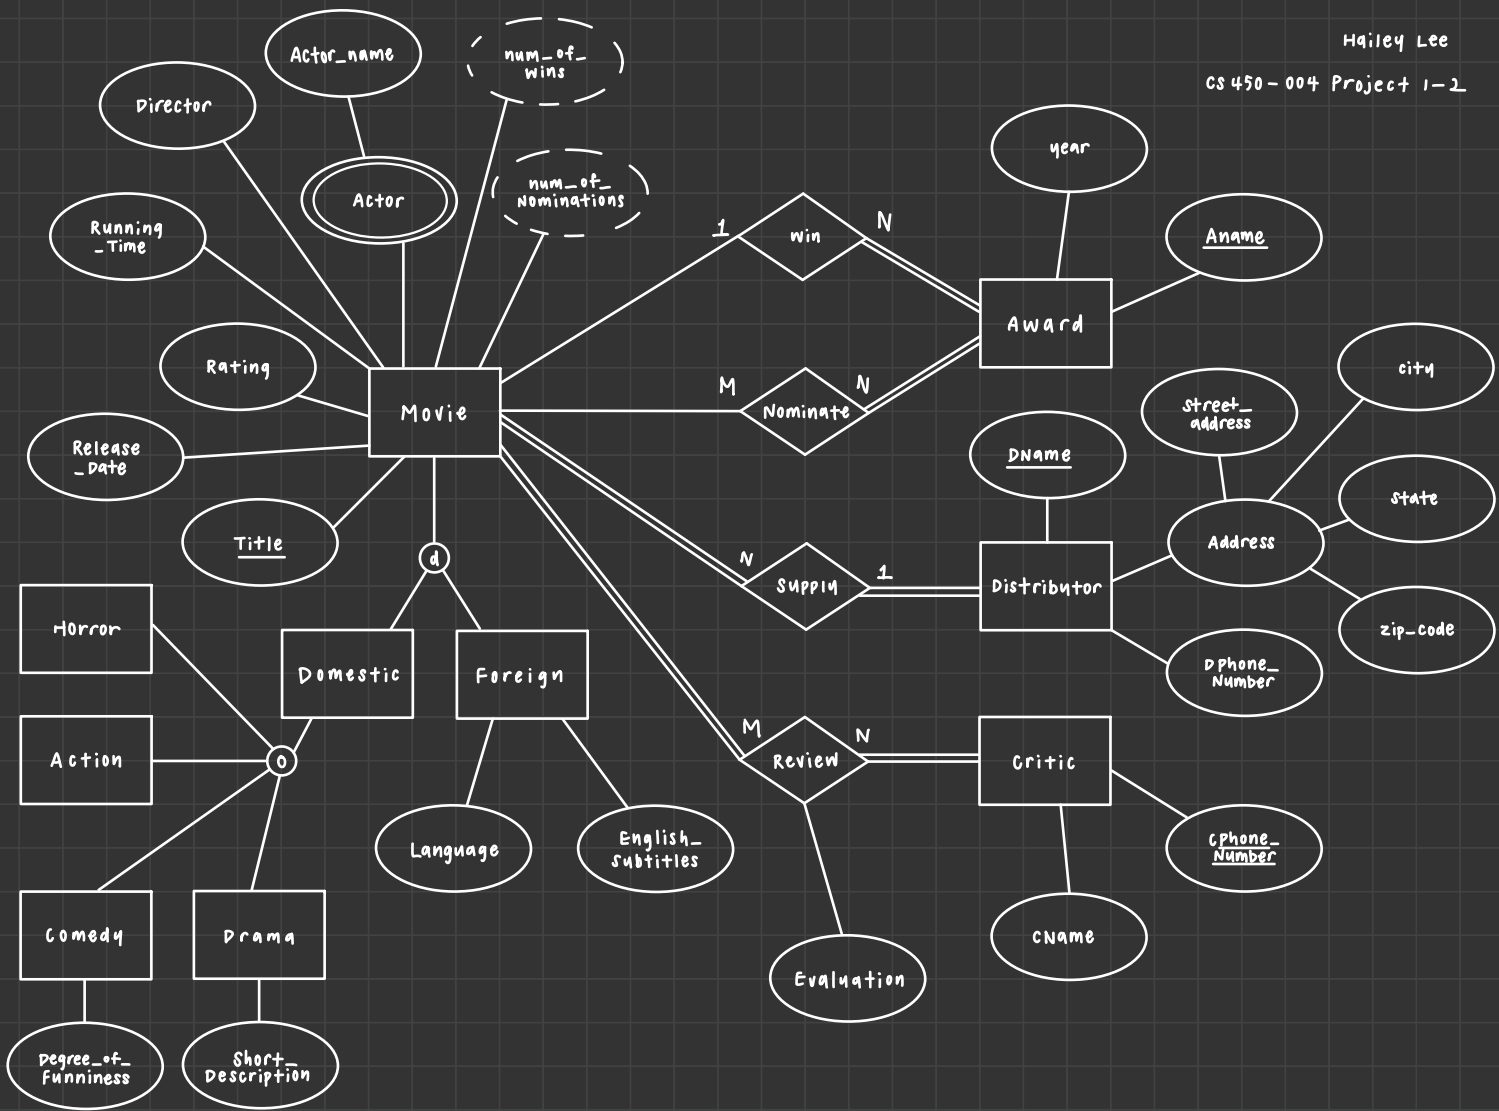 Hailey Lee
CS 450-004 Project 1-2
Actor_name
num_of_
wins
Director
year
Actor
num_of_
Nominations
Running
_Time
1
Win
N
Aname
Award
Rating
city
M
Nominate
N
Movie
Street_
address
Release
_Date
DName
State
Title
d
Address
N
Supply
1
Distributor
Horror
zip_code
Domestic
Foreign
DPhone_
Number
Action
O
M
Review
N
Critic
Language
English_
Subtitles
Cphone_
Number
Comedy
Drama
CName
Evaluation
Degree_of_
Funniness
Short_
Description